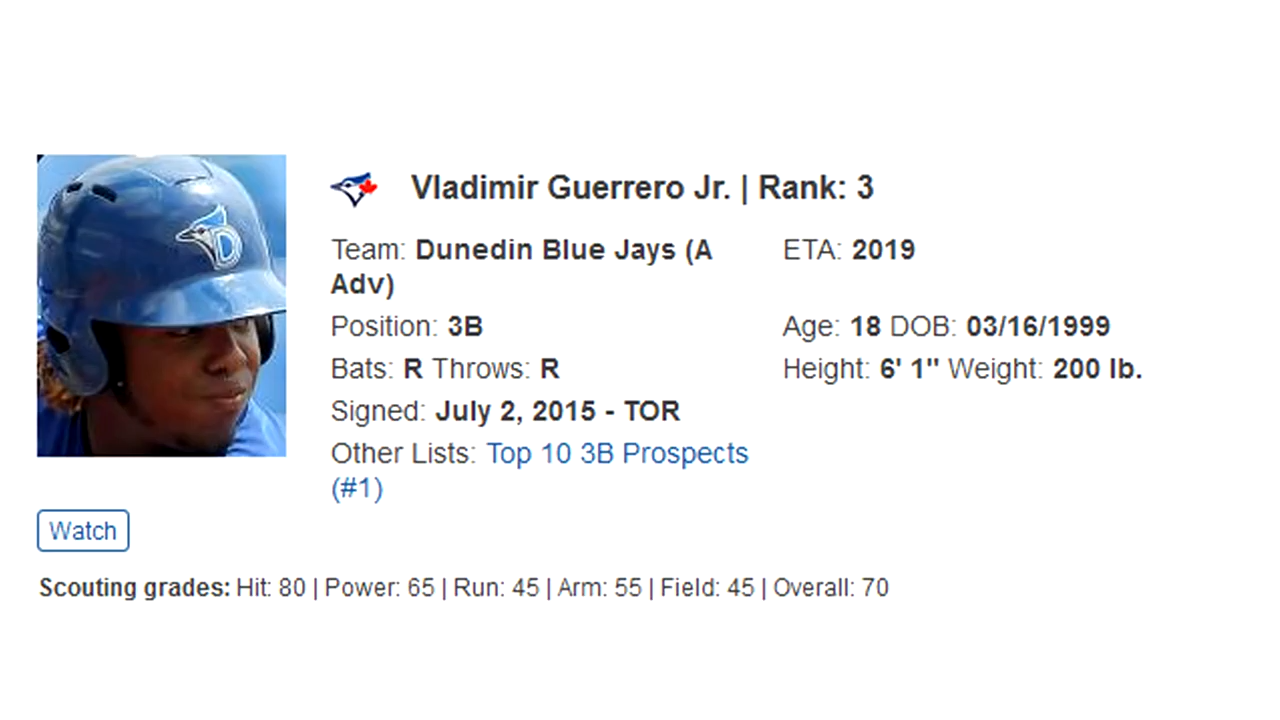 Vladimir Guerrero Jr. | Rank: 3
Team: Dunedin Blue Jays (A
Adv)
ETA: 2019
Position: 3B
Age: 18 DOB: 03/16/1999
Bats: R Throws: R
Height: 6' 1" Weight: 200 lb.
Signed: July 2, 2015 - TOR
Other Lists: Top 10 3B Prospects
(#1)
D
Watch
Scouting grades: Hit: 80 | Power: 65 | Run: 45 | Arm: 55 | Field: 45 | Overall: 70